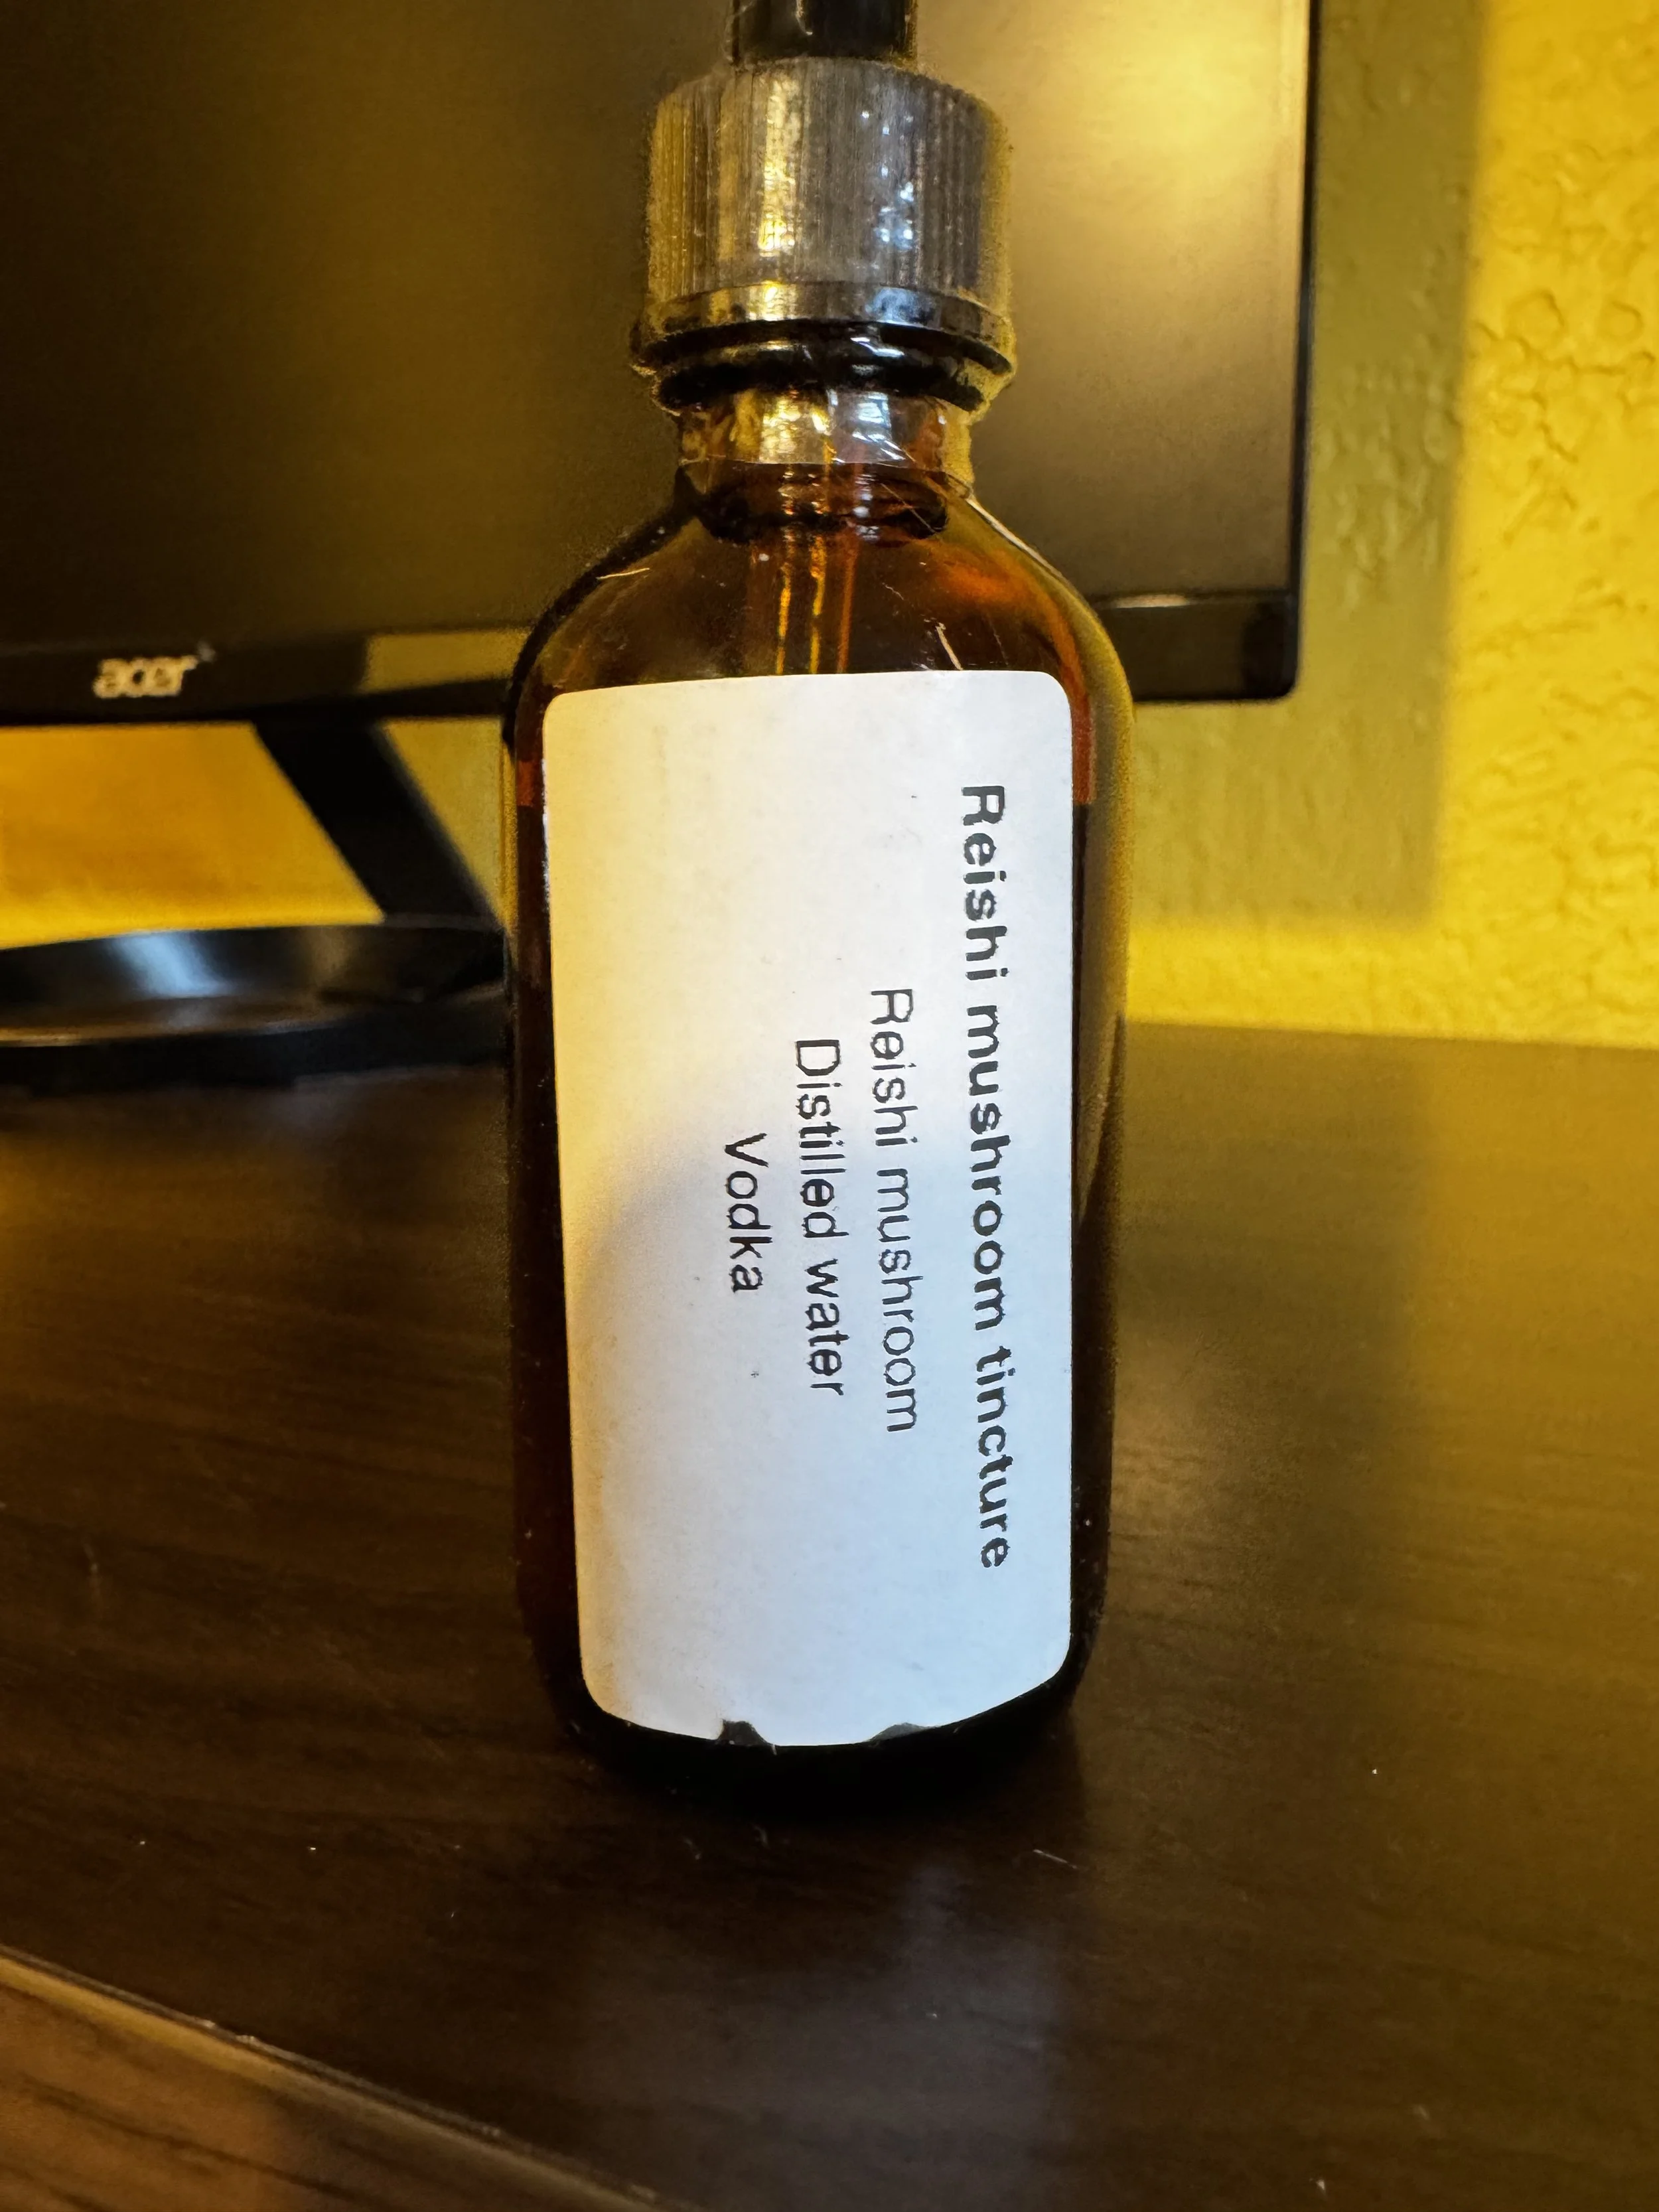 Reishi mushroom tincture
Reishi mushroom
Distilled water
Vodka
acer